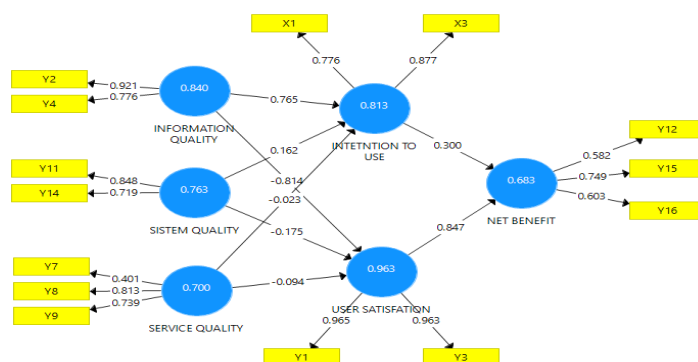 X1
X3
0.776
0.877
Y2
Y4
0.921
0.776
0.840
INFORMATION
QUALITY
0.765
0.813
INTETNTION TO
USE
0.300
Y12
Y15
Y16
0.582
0.749
0.603
0.683
NET BENEFIT
Y11
Y14
0.848
0.719
0.763
SISTEM QUALITY
0.162
-0.814
-0.023
-0.175
0.847
Y7
Y8
Y9
0.401
0.813
0.739
0.700
SERVICE QUALITY
-0.094
0.963
USER SATISFATION
0.965
0.963
Y1
Y3